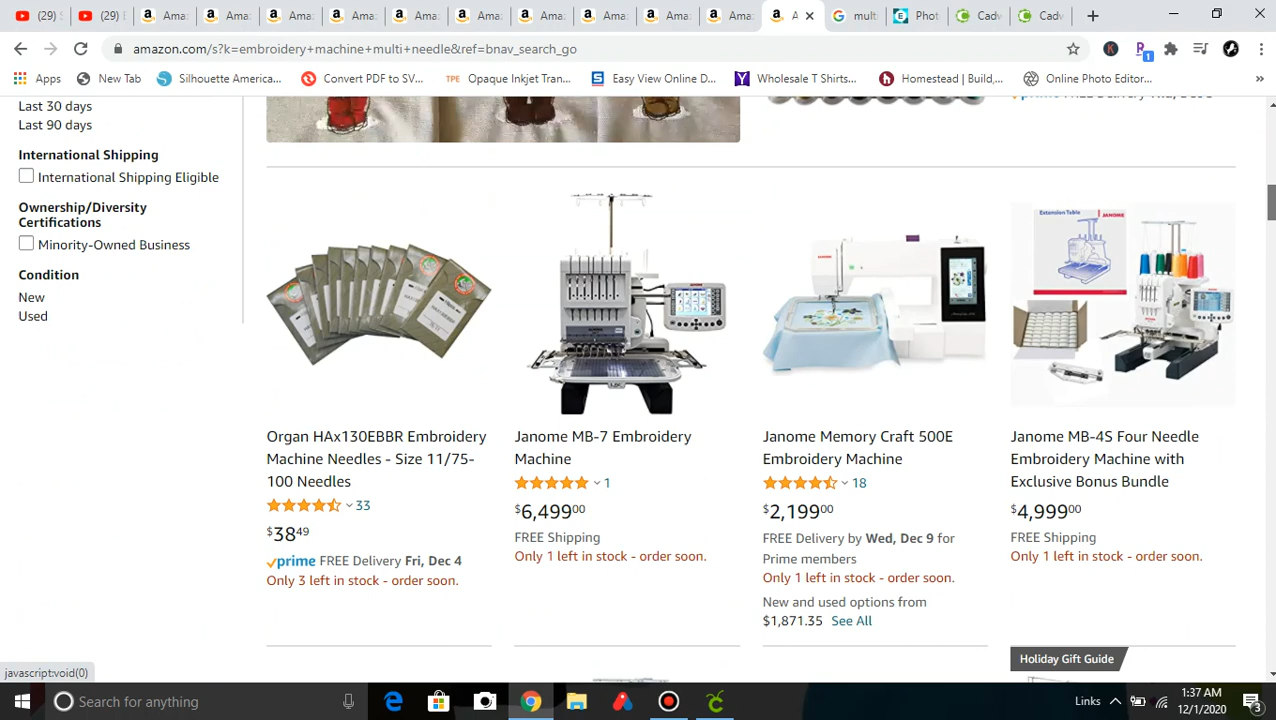 (29) S
(29) S
Ama
Ama
Ama
Ama
Ama
Ama
Ama
Ama
Ama
Ama
A
multi
Phot
Cadv
Cadv
amazon.com/s?k=embroidery+machine+multi+needle&ref=bnav_search_go
Apps
New Tab
Silhouette America...
Convert PDF to SV...
TPE Opaque Inkjet Tran...
Easy View Online D...
Wholesale T Shirts...
Homestead | Build,...
Online Photo Editor...
Last 30 days
Last 90 days
International Shipping
International Shipping Eligible
Ownership/Diversity
Certifications
Minority-Owned Business
Condition
New
Used
Extension Table
JANOME
Organ HAx130EBBR Embroidery
Machine Needles - Size 11/75-
100 Needles
33
$38.49
prime FREE Delivery Fri, Dec 4
Only 3 left in stock - order soon.
Janome MB-7 Embroidery
Machine
1
$6,499.00
FREE Shipping
Only 1 left in stock - order soon.
Janome Memory Craft 500E
Embroidery Machine
18
$2,199.00
FREE Delivery by Wed, Dec 9 for
Prime members
Only 1 left in stock - order soon.
New and used options from
$1,871.35 See All
Janome MB-4S Four Needle
Embroidery Machine with
Exclusive Bonus Bundle
$4,999.00
FREE Shipping
Only 1 left in stock - order soon.
Holiday Gift Guide
javascript:void(0)
Search for anything
Links
1:37 AM
12/1/2020
3